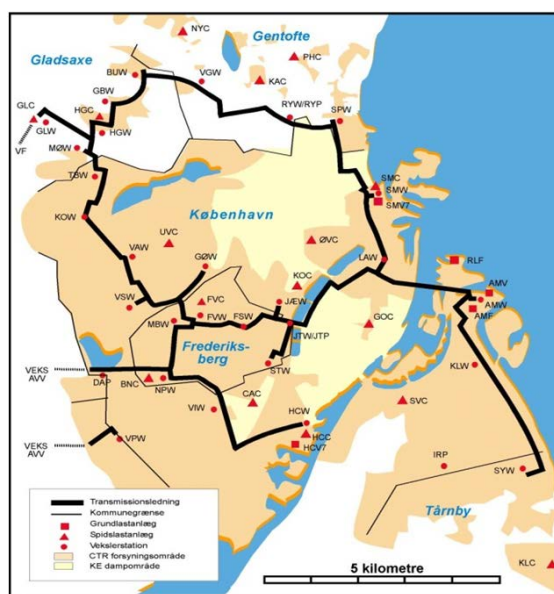 NYC
Gentofte
PHC
Gladsaxe
BUW
VGW
KAC
GBW
GLC
HGC
RYW/RYP
SPW
GLW
HGW
VF
MØW
TBW
SMC
SMW
SMV7
København
KOW
UVC
ØVC
VAW
GØW
LAW
RLF
KOC
AMV
AMW
AMF
VSW
FVC
JÆW
FVW
FSW
MBW
GOC
JTW/JTP
Frederiks-
berg
VEKS
AVV
STW
KLW
DAP
BNC
NPW
CAC
SVC
VIW
HCW
VEKS
AVV
VPW
HCC
HCV7
IRP
SYW
Transmissionsledning
Kommunegrænse
Grundlastanlæg
Spidslastanlæg
Vekslerstation
CTR forsyningsområde
KE dampområde
Tårnby
5 kilometre
KLC